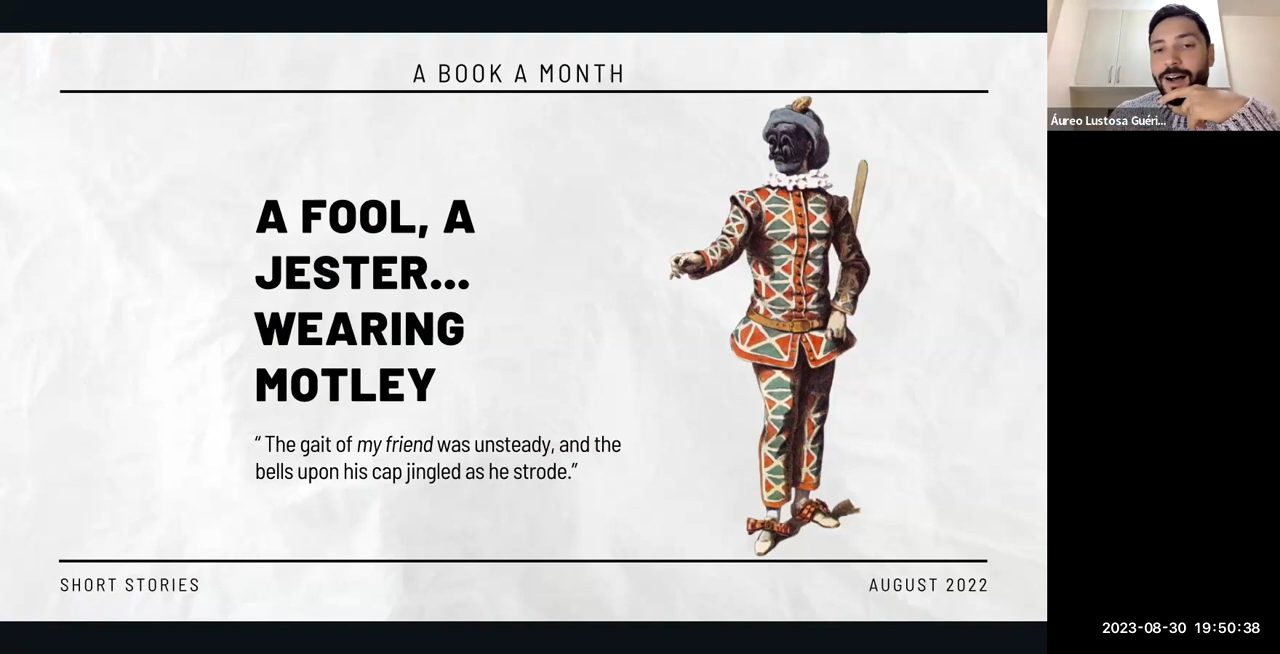 A BOOK A MONTH
A FOOL, A
JESTER...
WEARING
MOTLEY
“ The gait of my friend was unsteady, and the
bells upon his cap jingled as he strode.”
SHORT STORIES
AUGUST 2022
Áureo Lustosa Guéri...
2023-08-30 19:50:38